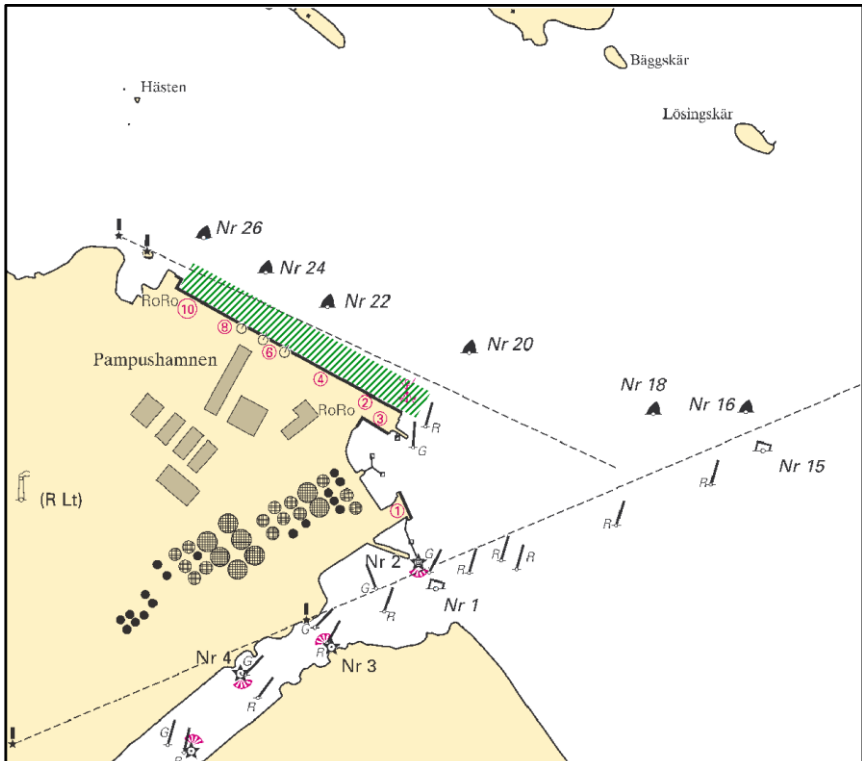 Bäggskär
Hästen
Lösingskär
Nr 26
Nr 24
RoRo
10
Nr 22
8
6
Nr 20
Pampushamnen
4
Nr 18
Nr 16
2
RoRo
3
R
G
Nr 15
R
(R Lt)
1
R
Nr 2
G
R
R
R
G
R
Nr 1
G
Nr 4
G
R
Nr 3
R
G
R